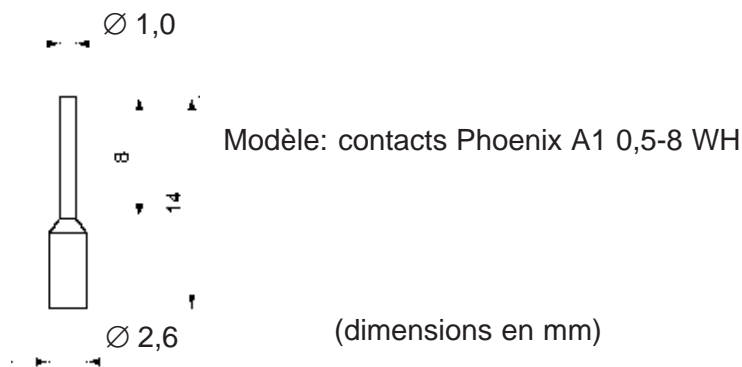 ∅ 1,0
Modèle: contacts Phoenix A1 0,5-8 WH
8
14
∅ 2,6
(dimensions en mm)